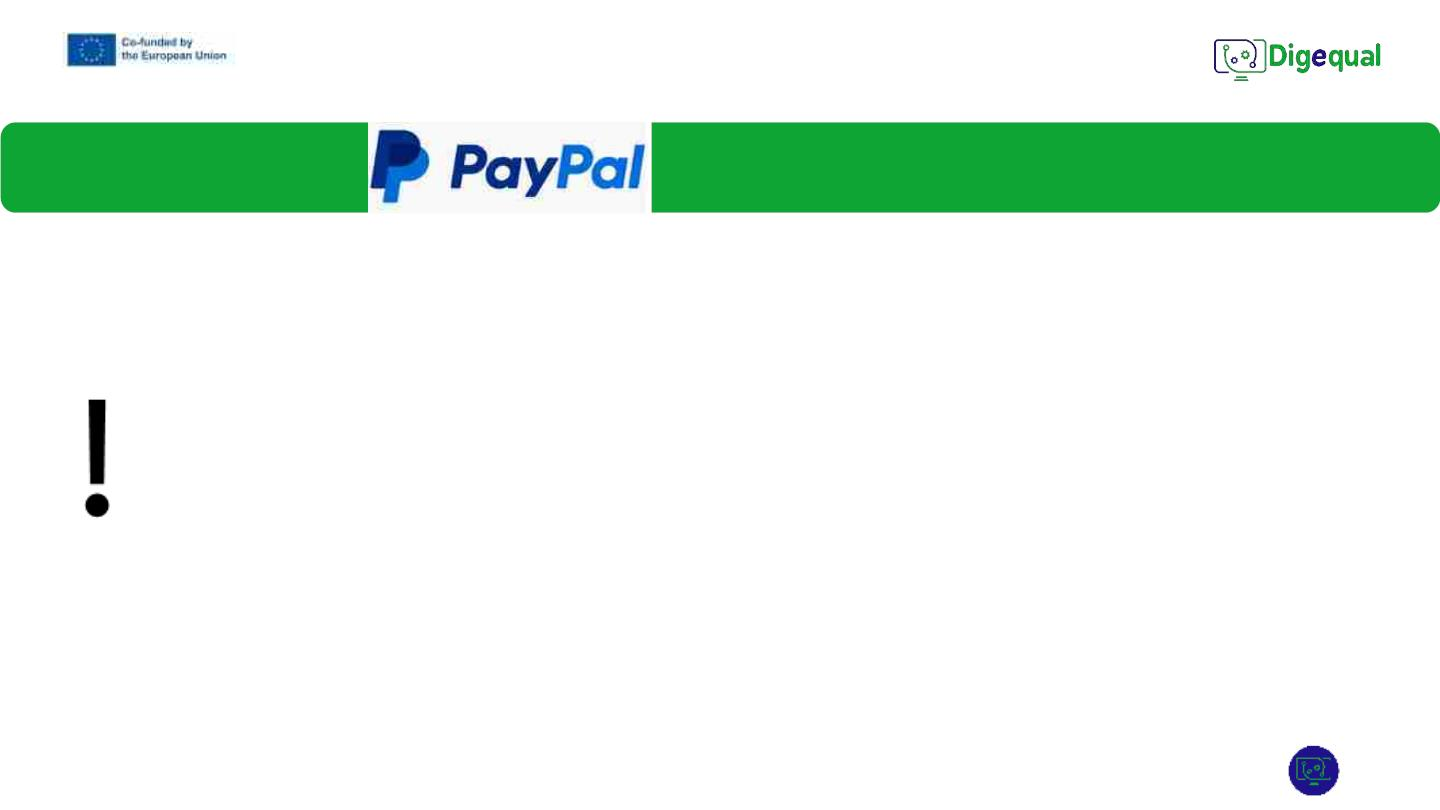 Co-funded by
the European Union
Digequal
PayPal
!